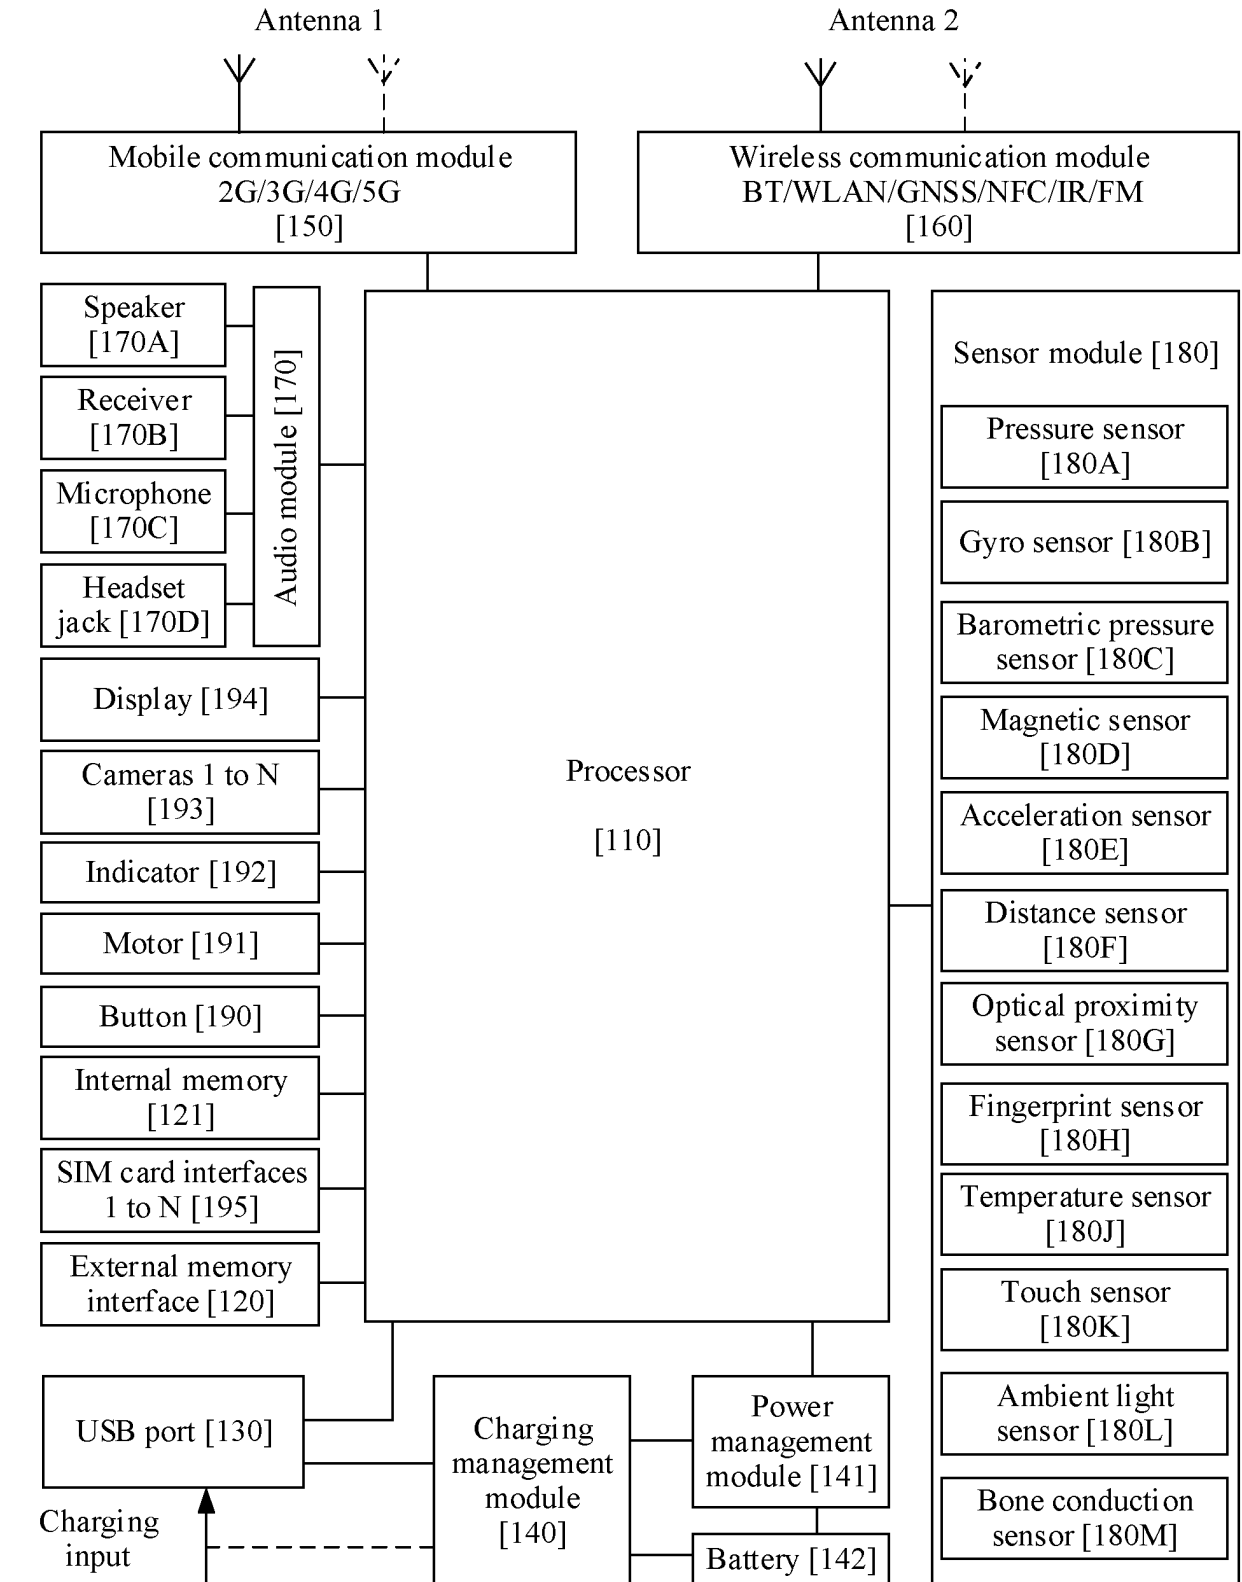 Antenna 1
Antenna 2
Mobile communication module
2G/3G/4G/5G
[150]
Wireless communication module
BT/WLAN/GNSS/NFC/IR/FM
[160]
Speaker
[170A]
Receiver
[170B]
Microphone
[170C]
Headset
jack [170D]
Audio module [170]
Display [194]
Cameras 1 to N
[193]
Indicator [192]
Motor [191]
Button [190]
Internal memory
[121]
SIM card interfaces
1 to N [195]
External memory
interface [120]
Processor
[110]
Sensor module [180]
Pressure sensor
[180A]
Gyro sensor [180B]
Barometric pressure
sensor [180C]
Magnetic sensor
[180D]
Acceleration sensor
[180E]
Distance sensor
[180F]
Optical proximity
sensor [180G]
Fingerprint sensor
[180H]
Temperature sensor
[180J]
Touch sensor
[180K]
Ambient light
sensor [180L]
Bone conduction
sensor [180M]
USB port [130]
Charging
input
Charging
management
module
[140]
Power
management
module [141]
Battery [142]